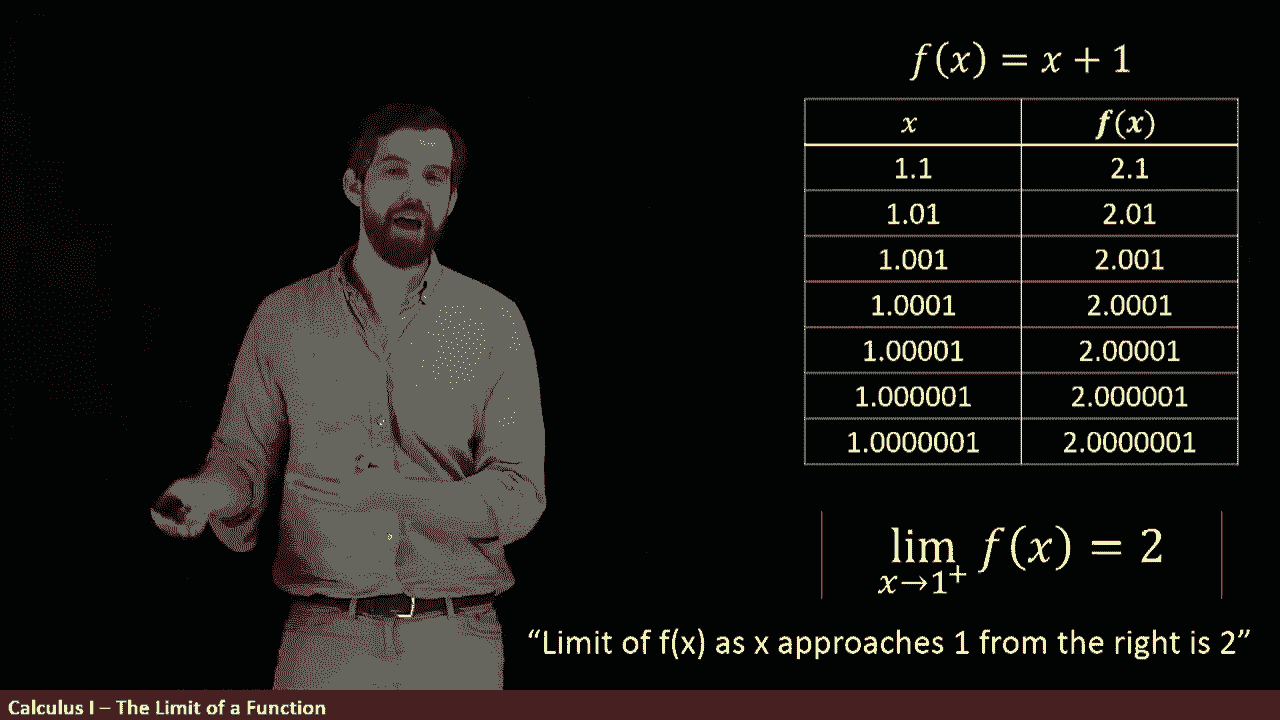 f(x) = x + 1
x f(x)
1.1 2.1
1.01 2.01
1.001 2.001
1.0001 2.0001
1.00001 2.00001
1.000001 2.000001
1.0000001 2.0000001
lim f(x) = 2
x→1⁺
“Limit of f(x) as x approaches 1 from the right is 2”
Calculus I – The Limit of a Function